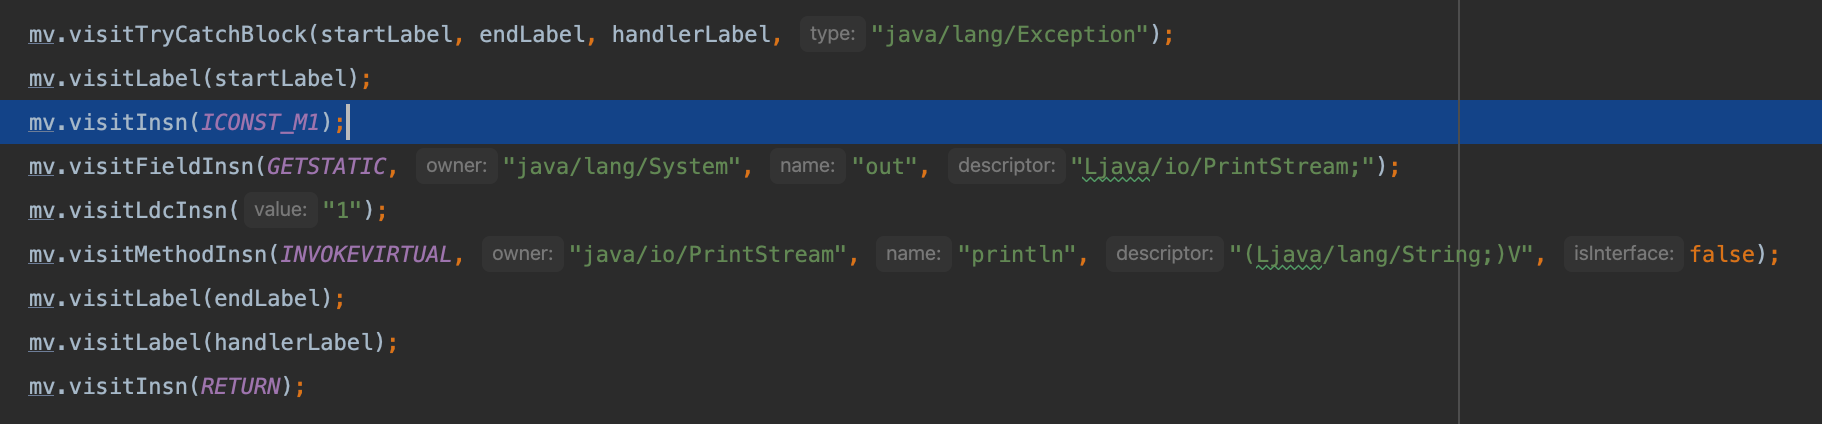 mv.visitTryCatchBlock(startLabel, endLabel, handlerLabel, type: "java/lang/Exception");
mv.visitLabel(startLabel);
mv.visitInsn(ICONST_M1);
mv.visitFieldInsn(GETSTATIC, owner: "java/lang/System", name: "out", descriptor: "Ljava/io/PrintStream;");
mv.visitLdcInsn( value: "1");
mv.visitMethodInsn(INVOKEVIRTUAL, owner: "java/io/PrintStream", name: "println", descriptor: "(Ljava/lang/String;)V", isInterface: false);
mv.visitLabel(endLabel);
mv.visitLabel(handlerLabel);
mv.visitInsn(RETURN);